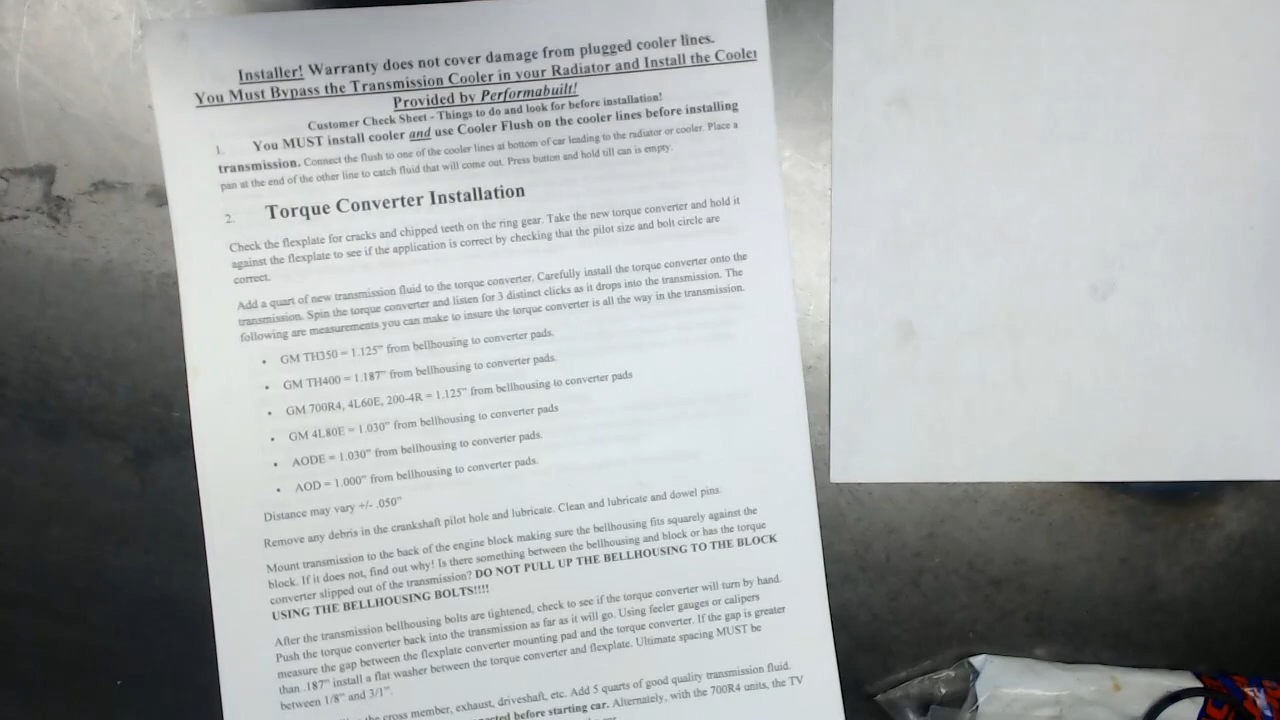 Installer! Warranty does not cover damage from plugged cooler lines.
You Must Bypass the Transmission Cooler in your Radiator and Install the Cooler
Provided by Performabuilt!
Customer Check Sheet - Things to do and look for before installation!
1. You MUST install cooler and use Cooler Flush on the cooler lines before installing
transmission. Connect the flush to one of the cooler lines at bottom of car leading to the radiator or cooler. Place a
pan at the end of the other line to catch fluid that will come out. Press button and hold till can is empty.
2. Torque Converter Installation
Check the flexplate for cracks and chipped teeth on the ring gear. Take the new torque converter and hold it
against the flexplate to see if the application is correct by checking that the pilot size and bolt circle are
correct.
Add a quart of new transmission fluid to the torque converter. Carefully install the torque converter onto the
transmission. Spin the torque converter and listen for 3 distinct clicks as it drops into the transmission. The
following are measurements you can make to insure the torque converter is all the way in the transmission.
• GM TH350 = 1.125" from bellhousing to converter pads.
• GM TH400 = 1.187" from bellhousing to converter pads.
• GM 700R4, 4L60E, 200-4R = 1.125" from bellhousing to converter pads
• GM 4L80E = 1.030" from bellhousing to converter pads
• AODE = 1.030" from bellhousing to converter pads.
• AOD = 1.000" from bellhousing to converter pads.
Distance may vary +/- .050"
Remove any debris in the crankshaft pilot hole and lubricate. Clean and lubricate and dowel pins.
Mount transmission to the back of the engine block making sure the bellhousing fits squarely against the
block. If it does not, find out why! Is there something between the bellhousing and block or has the torque
converter slipped out of the transmission? DO NOT PULL UP THE BELLHOUSING TO THE BLOCK
USING THE BELLHOUSING BOLTS!!!!
After the transmission bellhousing bolts are tightened, check to see if the torque converter will turn by hand.
Push the torque converter back into the transmission as far as it will go. Using feeler gauges or calipers
measure the gap between the flexplate converter mounting pad and the torque converter. If the gap is greater
than .187" install a flat washer between the torque converter and flexplate. Ultimate spacing MUST be
between 1/8" and 3/1".
the cross member, exhaust, driveshaft, etc. Add 5 quarts of good quality transmission fluid.
before starting car. Alternately, with the 700R4 units, the TV